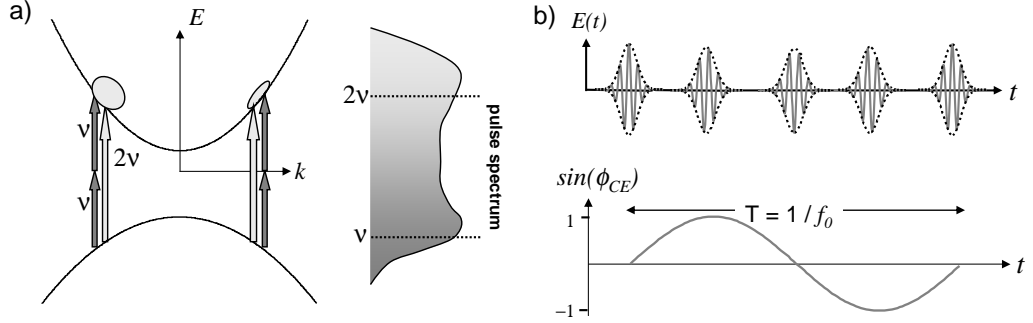 a)
E
ν
2ν
ν
k
2ν
ν
pulse spectrum
b)
E(t)
t
sin(ϕCE)
1
T = 1 / f0
t
−1